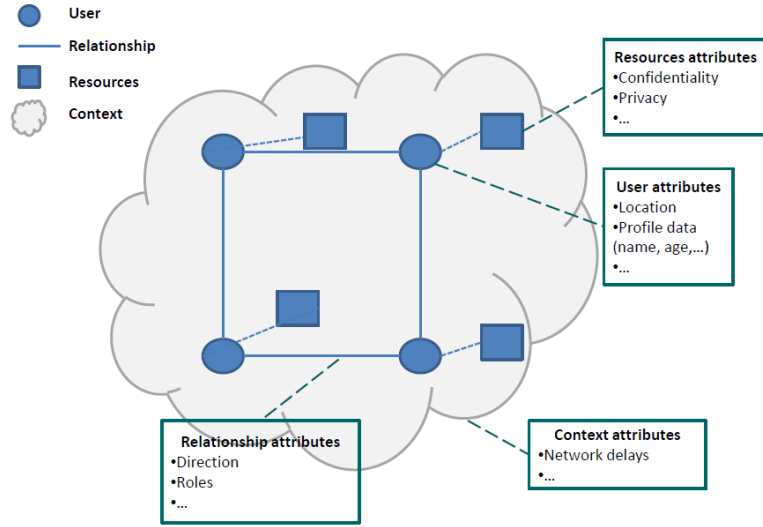 User
Relationship
Resources
Context
Resources attributes
•Confidentiality
•Privacy
•...
User attributes
•Location
•Profile data
(name, age,...)
•...
Relationship attributes
•Direction
•Roles
•...
Context attributes
•Network delays
•...